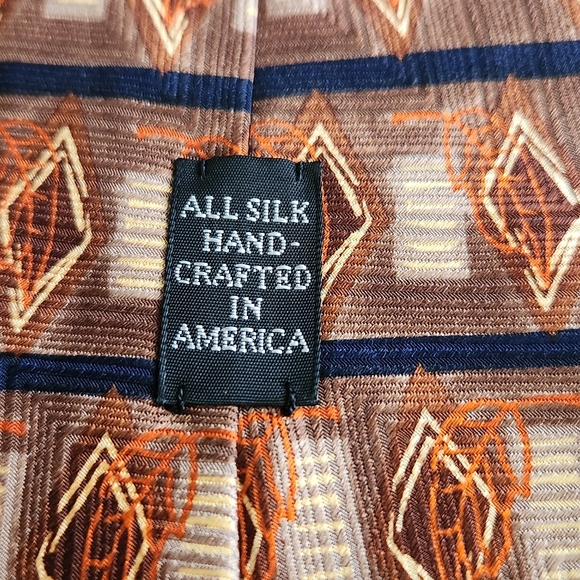 ALL SILK
HAND-
CRAFTED
IN
AMERICA